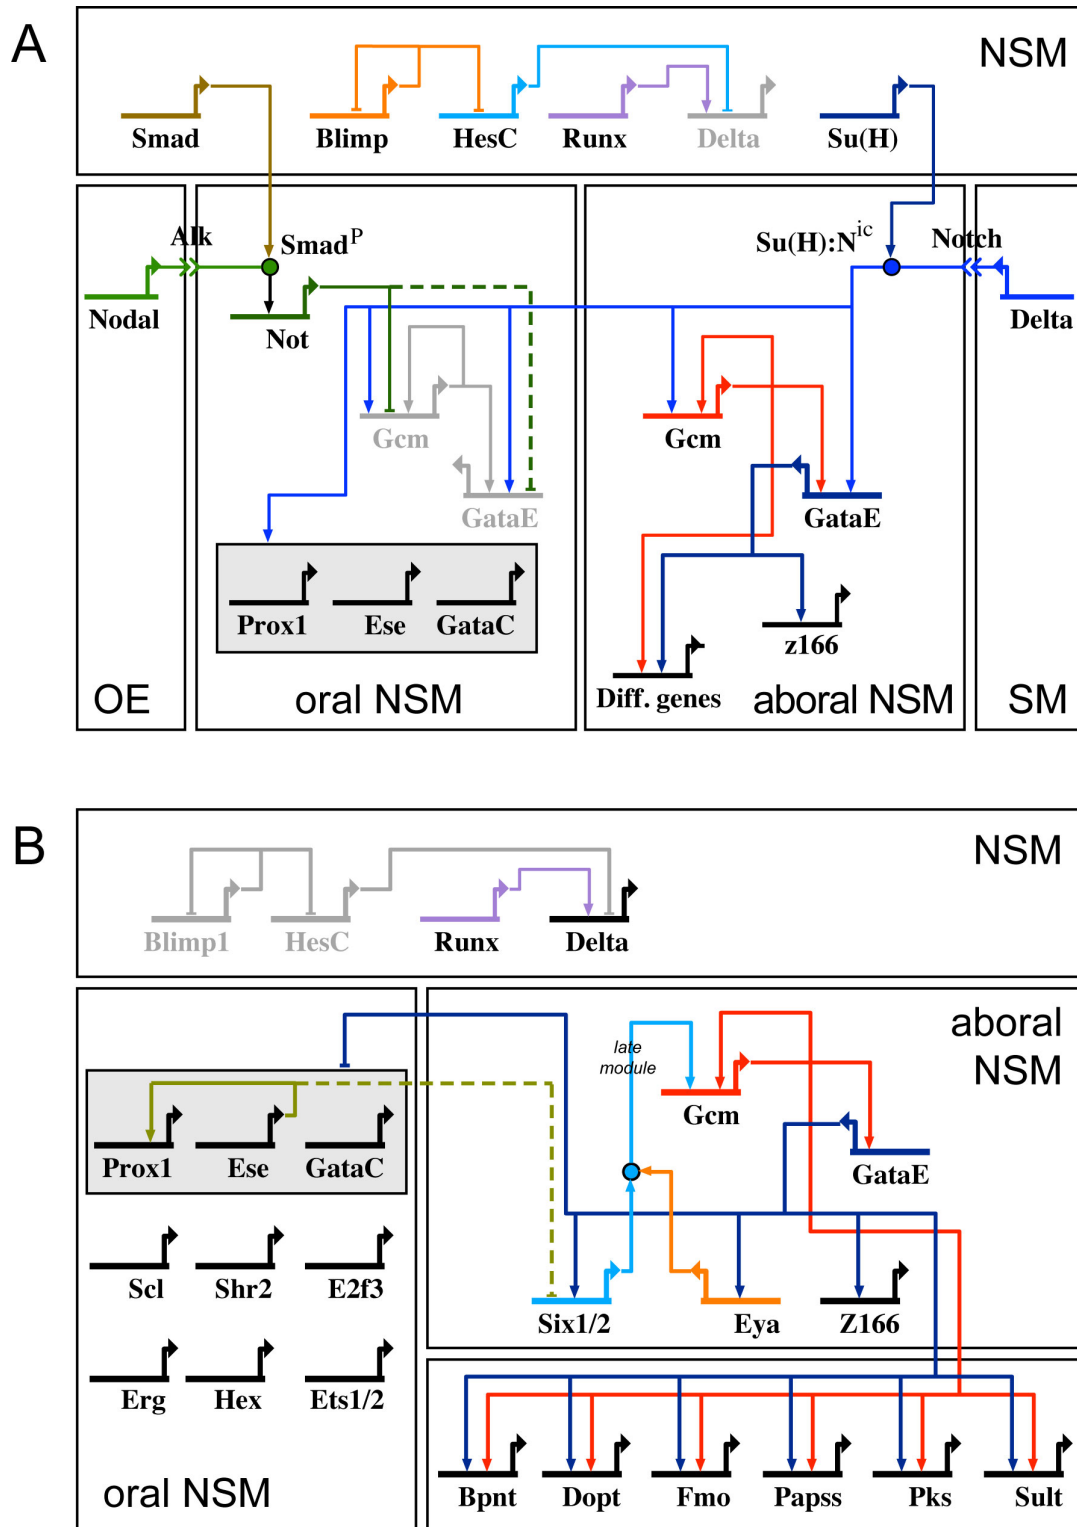 A
NSM
Smad Blimp HesC Runx Delta Su(H)
Alk Smad^P Su(H):N^ic Notch
Nodal Not Delta
Gcm Gcm
GataE GataE
Prox1 Ese GataC z166
Diff. genes
OE oral NSM aboral NSM SM
B
NSM
Blimp1 HesC Runx Delta
aboral
NSM
late
module
Gcm
Prox1 Ese GataC GataE
Scl Shr2 E2f3 Six1/2 Eya Z166
Erg Hex Ets1/2
oral NSM Bpnt Dopt Fmo Papss Pks Sult